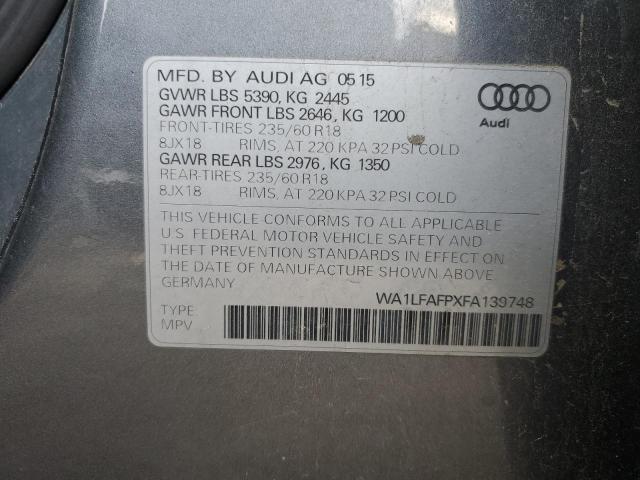 MFD. BY AUDI AG 05 15
GVWR LBS 5390, KG 2445
GAWR FRONT LBS 2646, KG 1200
FRONT-TIRES 235/60 R18
8JX18 RIMS, AT 220 KPA 32 PSI COLD
GAWR REAR LBS 2976, KG 1350
REAR-TIRES 235/60 R18
8JX18 RIMS, AT 220 KPA 32 PSI COLD
Audi
THIS VEHICLE CONFORMS TO ALL APPLICABLE
U.S. FEDERAL MOTOR VEHICLE SAFETY AND
THEFT PREVENTION STANDARDS IN EFFECT ON
THE DATE OF MANUFACTURE SHOWN ABOVE.
GERMANY
WA1LFAFPXFA139748
TYPE:
MPV